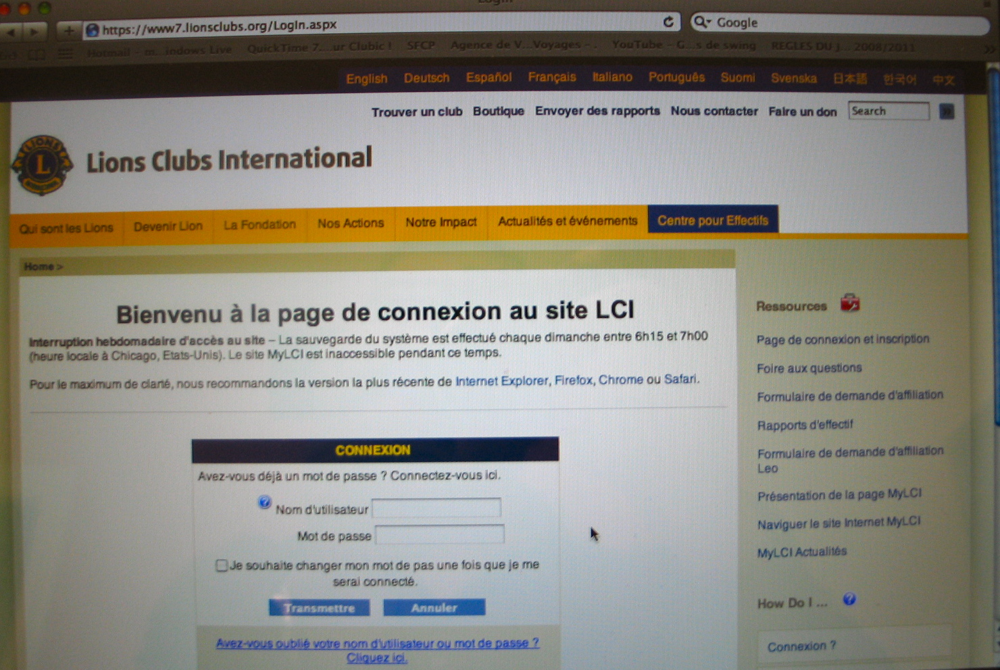 Login
https://www7.lionsclubs.org/LogIn.aspx
Google
Hotmail - m...indows Live QuickTime 7....ur Clubic ! SFCP Agence de V...Voyages - . YouTube - G...s de swing REGLES DU j... 2008/2011
English Deutsch Español Français Italiano Português Suomi Svenska 日本語 한국어 中文
Trouver un club Boutique Envoyer des rapports Nous contacter Faire un don Search
LIONS
L
Lions Clubs International
Qui sont les Lions Devenir Lion La Fondation Nos Actions Notre Impact Actualités et événements Centre pour Effectifs
Home >
Bienvenu à la page de connexion au site LCI
Interruption hebdomadaire d'accès au site – La sauvegarde du système est effectué chaque dimanche entre 6h15 et 7h00
(heure locale à Chicago, Etats-Unis). Le site MyLCI est inaccessible pendant ce temps.
Pour le maximum de clarté, nous recommandons la version la plus récente de Internet Explorer, Firefox, Chrome ou Safari.
CONNEXION
Avez-vous déjà un mot de passe ? Connectez-vous ici.
Nom d'utilisateur
Mot de passe
Je souhaite changer mon mot de pas une fois que je me
serai connecté.
Transmettre Annuler
Avez-vous oublié votre nom d'utilisateur ou mot de passe ?
Cliquez ici.
Ressources
Page de connexion et inscription
Foire aux questions
Formulaire de demande d'affiliation
Rapports d'effectif
Formulaire de demande d'affiliation
Leo
Présentation de la page MyLCI
Naviguer le site Internet MyLCI
MyLCI Actualités
How Do I ...
Connexion ?